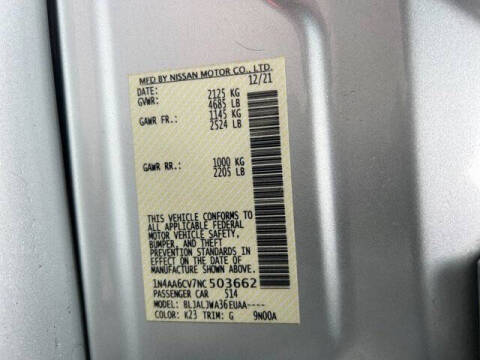 MFD BY NISSAN MOTOR CO., LTD.
DATE: 12/21
GVWR: 2125 KG
4685 LB
GAWR FR.: 1145 KG
2524 LB
GAWR RR.: 1000 KG
2205 LB
THIS VEHICLE CONFORMS TO
ALL APPLICABLE FEDERAL
MOTOR VEHICLE SAFETY,
BUMPER, AND THEFT
PREVENTION STANDARDS IN
EFFECT ON THE DATE OF
MANUFACTURE SHOWN ABOVE.
1N4AA6CV7NC503662
PASSENGER CAR 514
MODEL: BLJALJWA36EUAA----
COLOR: K23 TRIM: G 9N00A